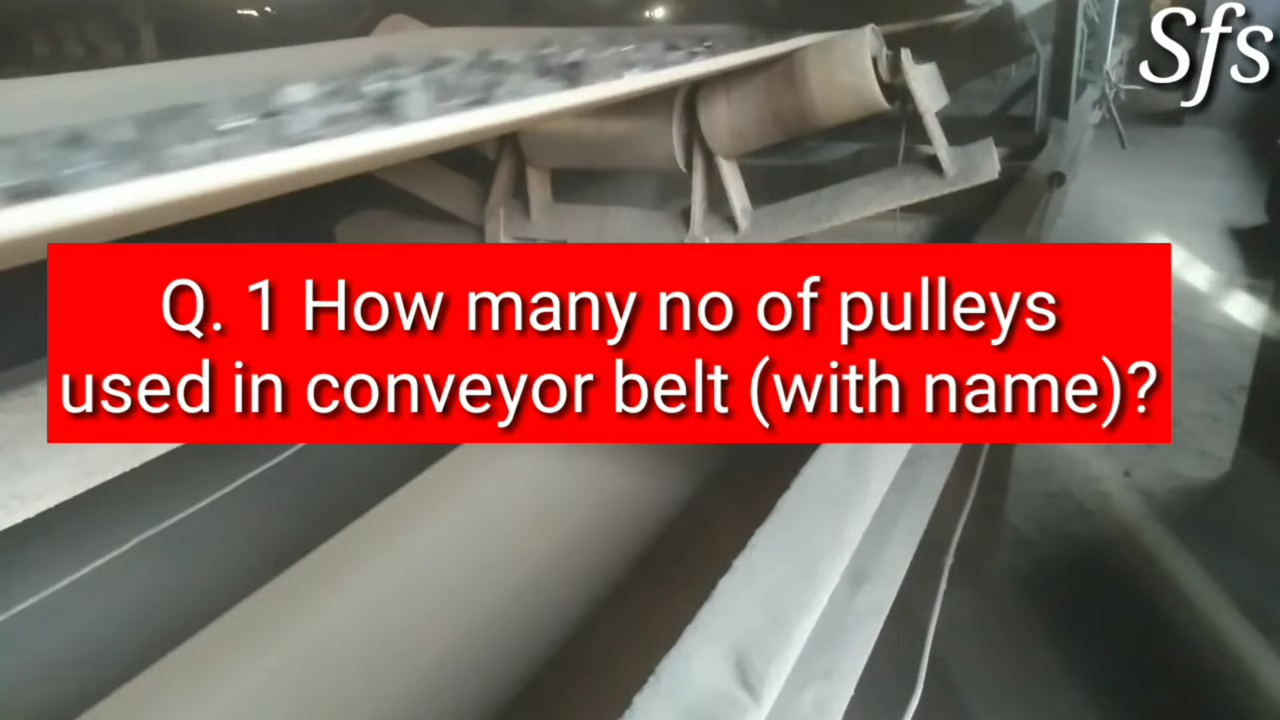 Sfs
Q. 1 How many no of pulleys
used in conveyor belt (with name)?